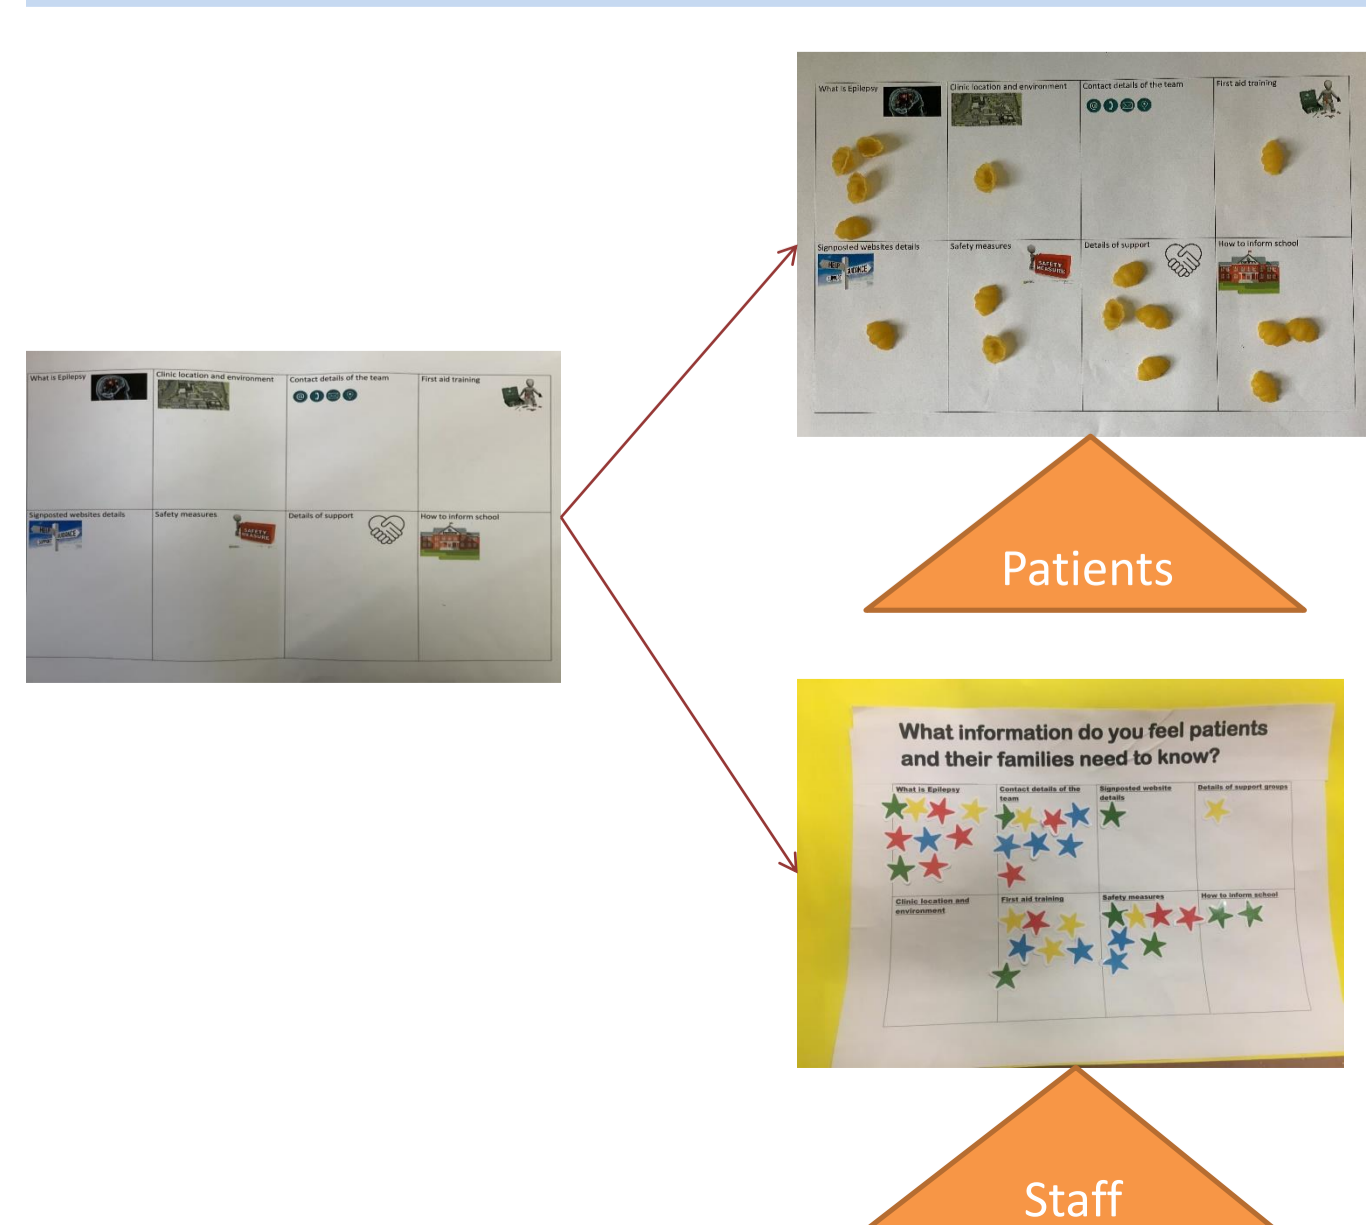 What is Epilepsy
Clinic location and environment
Contact details of the team
First aid training
Signposted websites details
Safety measures
SAFETY
MEASURE
Details of support
How to inform school
What is Epilepsy
Clinic location and environment
Contact details of the team
First aid training
Signposted websites details
HELP
Safety measures
SAFETY
MEASURE
Details of support
How to inform school
Patients
What information do you feel patients
and their families need to know?
What is Epilepsy
Contact details of the
team
Signposted website
details
Details of support groups
Clinic location and
environment
First aid training
Safety measures
How to inform school
Staff